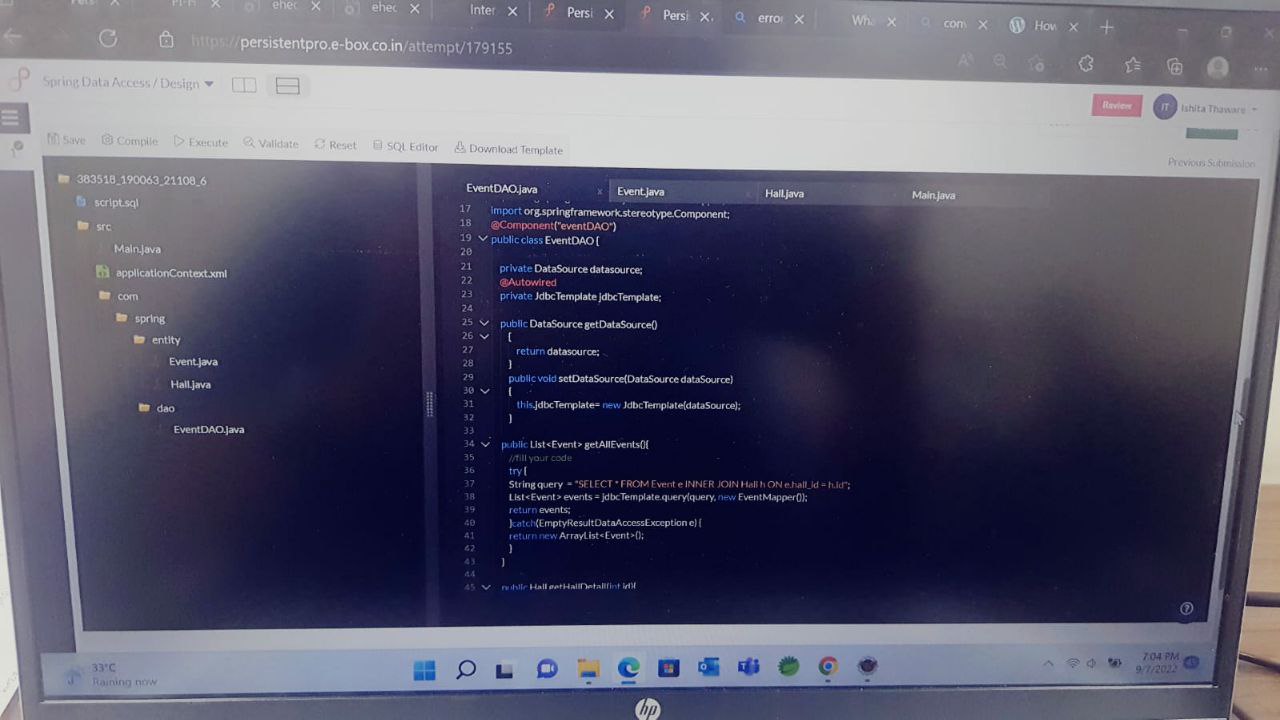 Inter
Persi
Persi
error
Wha
com
How
https://persistentpro.e-box.co.in/attempt/179155
Spring Data Access / Design
Review
IT
Ishita Thaware
Save
Compile
Execute
Validate
Reset
SQL Editor
Download Template
Previous Submission
383518_190063_21108_6
script.sql
src
Main.java
applicationContext.xml
com
spring
entity
Event.java
Hall.java
dao
EventDAO.java
EventDAO.java x
Event.java
Hall.java
Main.java
17 import org.springframework.stereotype.Component;
18 @Component("eventDAO")
19 public class EventDAO {
20
21 private DataSource datasource;
22 @Autowired
23 private JdbcTemplate jdbcTemplate;
24
25 public DataSource getDataSource()
26 {
27 return datasource;
28 }
29 public void setDataSource(DataSource dataSource)
30 {
31 this.jdbcTemplate= new JdbcTemplate(dataSource);
32 }
33
34 public List<Event> getAllEvents(){
35 //fill your code
36 try {
37 String query = "SELECT * FROM Event e INNER JOIN Hall h ON e.hall_id = h.id";
38 List<Event> events = jdbcTemplate.query(query, new EventMapper());
39 return events;
40 }catch(EmptyResultDataAccessException e) {
41 return new ArrayList<Event>();
42 }
43 }
44
45 public Hall getHallDetail(int id){
33°C
Raining now
7:04 PM
9/7/2022
hp